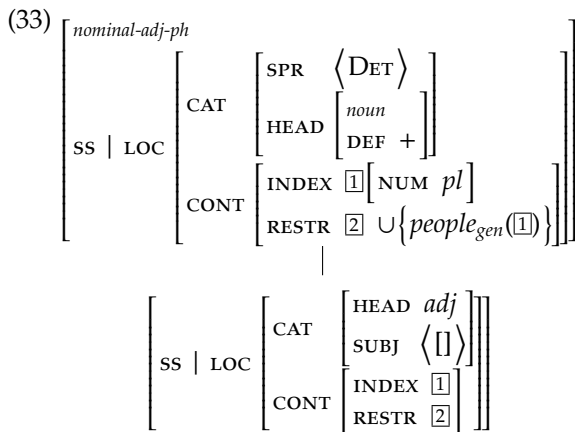 (33) nominal-adj-ph
SPR ⟨DET⟩
CAT
HEAD noun
DEF +
SS | LOC
INDEX 1 [NUM pl]
CONT
RESTR 2 ∪ {people_gen(1)}
HEAD adj
CAT
SUBJ ⟨[]⟩
SS | LOC
INDEX 1
CONT
RESTR 2